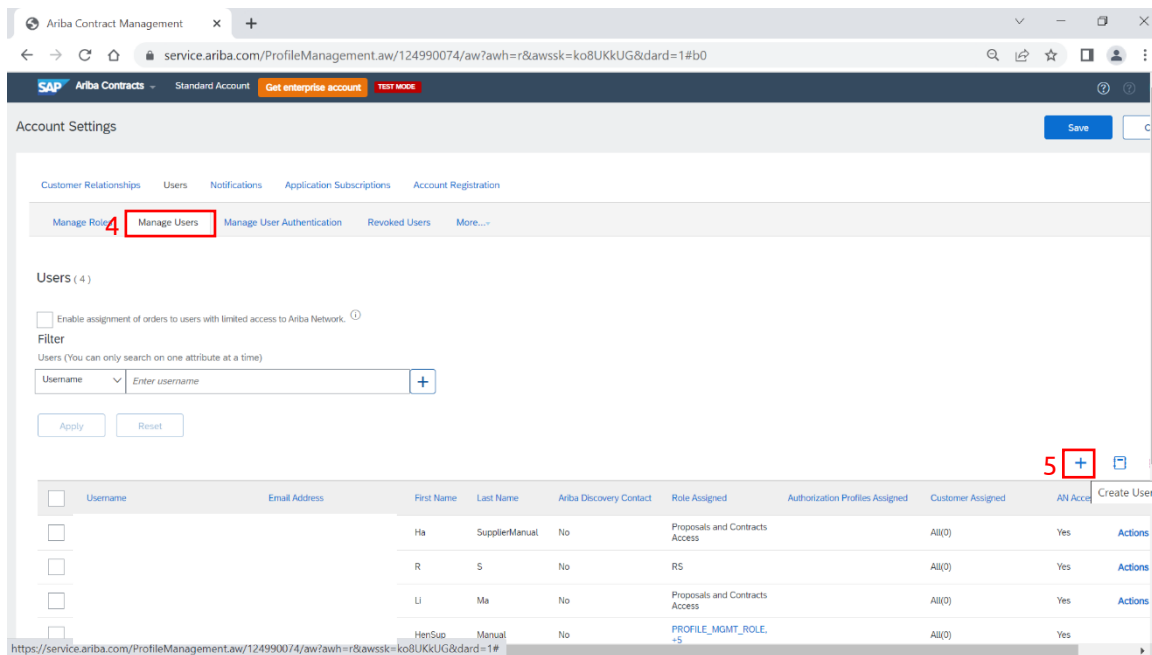 Ariba Contract Management
service.ariba.com/ProfileManagement.aw/124990074/aw?awh=r&awssk=ko8UKkUG&dard=1#b0
SAP Ariba Contracts Standard Account Get enterprise account TEST MODE
Account Settings Save C
Customer Relationships Users Notifications Application Subscriptions Account Registration
Manage Roles 4 Manage Users Manage User Authentication Revoked Users More...
Users (4)
Enable assignment of orders to users with limited access to Ariba Network.
Filter
Users (You can only search on one attribute at a time)
Username Enter username +
Apply Reset
5 +
Create User
Username Email Address First Name Last Name Ariba Discovery Contact Role Assigned Authorization Profiles Assigned Customer Assigned AN Acce
Ha SupplierManual No Proposals and Contracts Access All(0) Yes Actions
R S No RS All(0) Yes Actions
Li Ma No Proposals and Contracts Access All(0) Yes Actions
HenSup Manual No PROFILE_MGMT_ROLE, +5 All(0) Yes
https://service.ariba.com/ProfileManagement.aw/124990074/aw?awh=r&awssk=ko8UKkUG&dard=1#